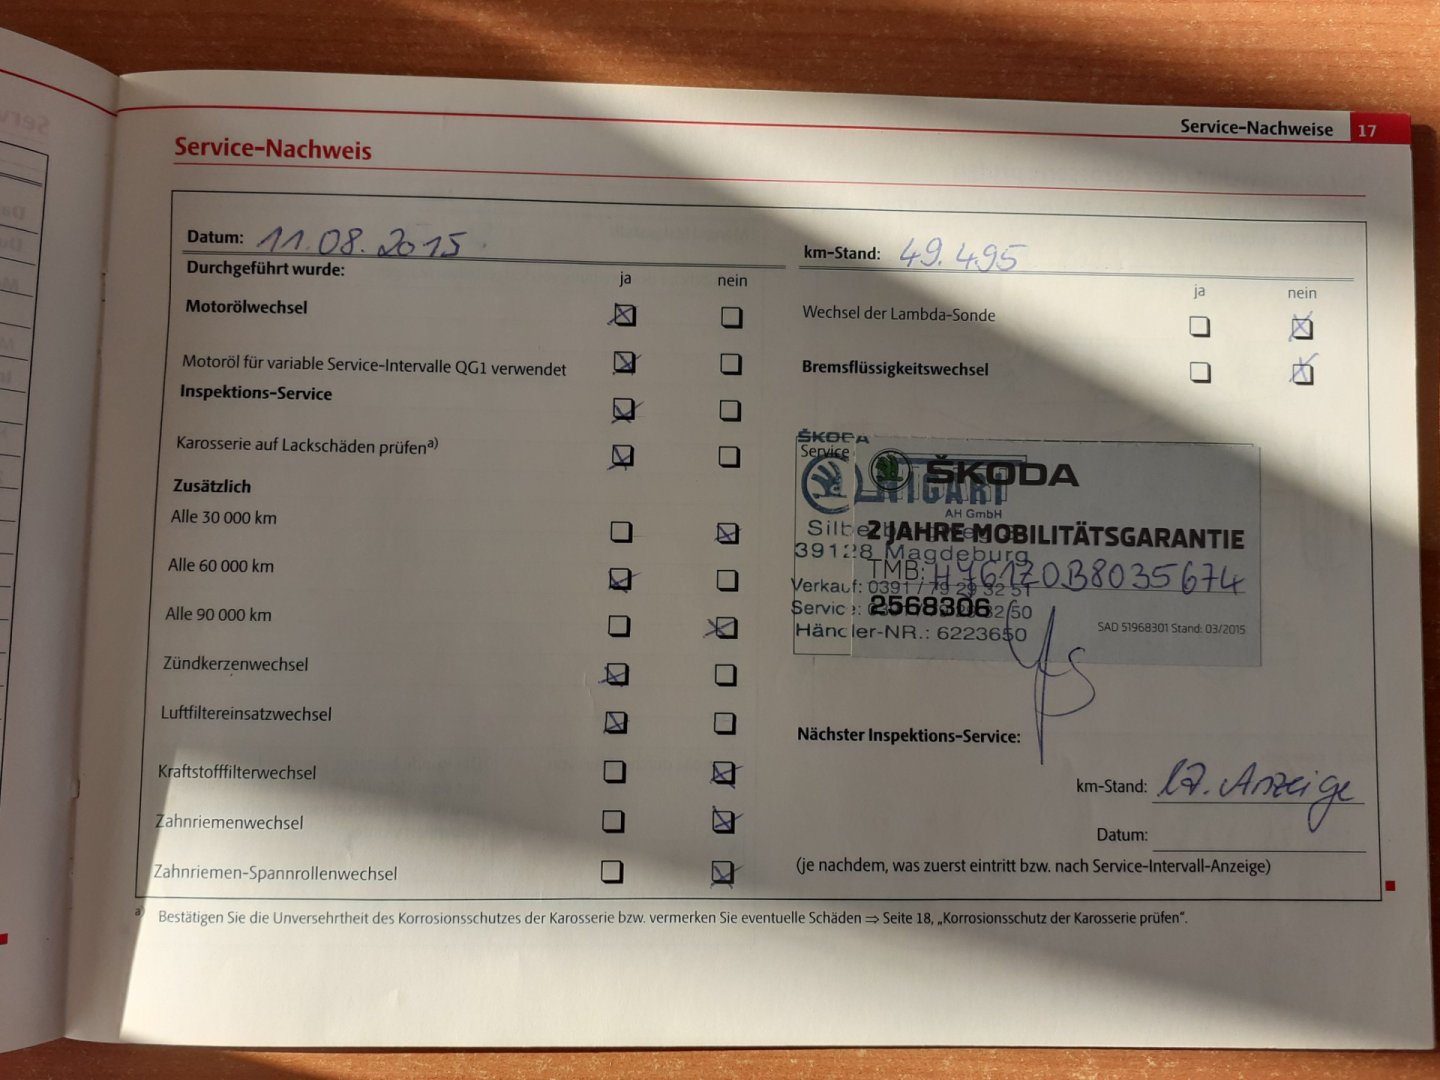 Service-Nachweise 17
Service-Nachweis
Datum: 11.08.2015
km-Stand: 49.495
Durchgeführt wurde:
ja nein
Motorölwechsel
Motoröl für variable Service-Intervalle QG1 verwendet
Inspektions-Service
Karosserie auf Lackschäden prüfen a)
Zusätzlich
Alle 30 000 km
Alle 60 000 km
Alle 90 000 km
Zündkerzenwechsel
Luftfiltereinsatzwechsel
Kraftstofffilterwechsel
Zahnriemenwechsel
Zahnriemen-Spannrollenwechsel
ja nein
Wechsel der Lambda-Sonde
Bremsflüssigkeitswechsel
ŠKODA
Service
ŠKODA
AH GmbH
2 JAHRE MOBILITÄTSGARANTIE
39128 Magdeburg
TMB:
Verkauf: 0391 / 79 29 32 51
2568306
Händler-NR.: 6223650
SAD 51968301 Stand: 03/2015
Nächster Inspektions-Service:
km-Stand: lt. Anzeige
Datum:
(je nachdem, was zuerst eintritt bzw. nach Service-Intervall-Anzeige)
a) Bestätigen Sie die Unversehrtheit des Korrosionsschutzes der Karosserie bzw. vermerken Sie eventuelle Schäden ⇒ Seite 18, „Korrosionsschutz der Karosserie prüfen“.